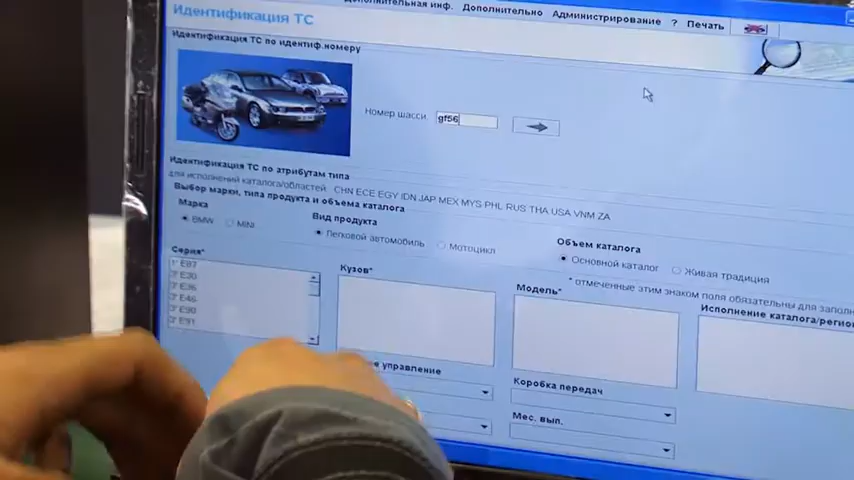 Дополнительная инф. Дополнительно Администрирование ? Печать
Идентификация ТС
Идентификация ТС по идентиф.номеру
Номер шасси. gf56
Идентификация ТС по атрибутам типа
для исполнений каталога/областей CHN ECE EGY IDN JAP MEX MYS PHL RUS THA USA VNM ZA
Выбор марки, типа продукта и объема каталога
Марка
BMW MINI
Вид продукта
Легковой автомобиль Мотоцикл
Объем каталога
Основной каталог Живая традиция
* отмеченные этим знаком поля обязательны для заполн
Серия* Кузов* Модель* Исполнение каталога/регион
1' E87
3' E30
3' E36
3' E46
3' E90
3' E91
е управление
Коробка передач
Мес. вып.